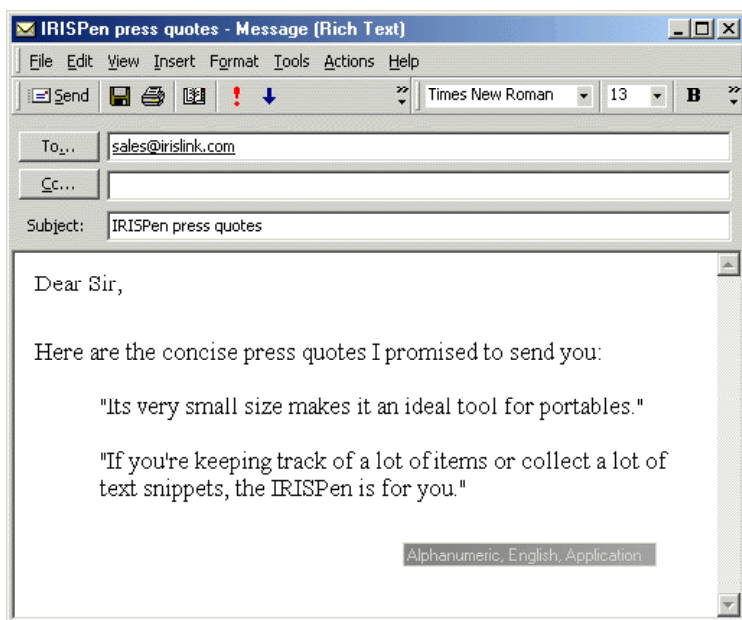 IRISPen press quotes - Message (Rich Text)
File Edit View Insert Format Tools Actions Help
Send Times New Roman 13 B
To... sales@irislink.com
Cc...
Subject: IRISPen press quotes
Dear Sir,
Here are the concise press quotes I promised to send you:
"Its very small size makes it an ideal tool for portables."
"If you're keeping track of a lot of items or collect a lot of
text snippets, the IRISPen is for you."
Alphanumeric, English, Application